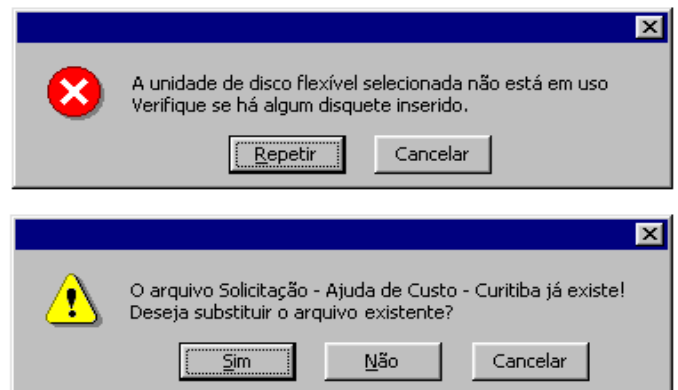 A unidade de disco flexível selecionada não está em uso
Verifique se há algum disquete inserido.
Repetir Cancelar
O arquivo Solicitação - Ajuda de Custo - Curitiba já existe!
Deseja substituir o arquivo existente?
Sim Não Cancelar